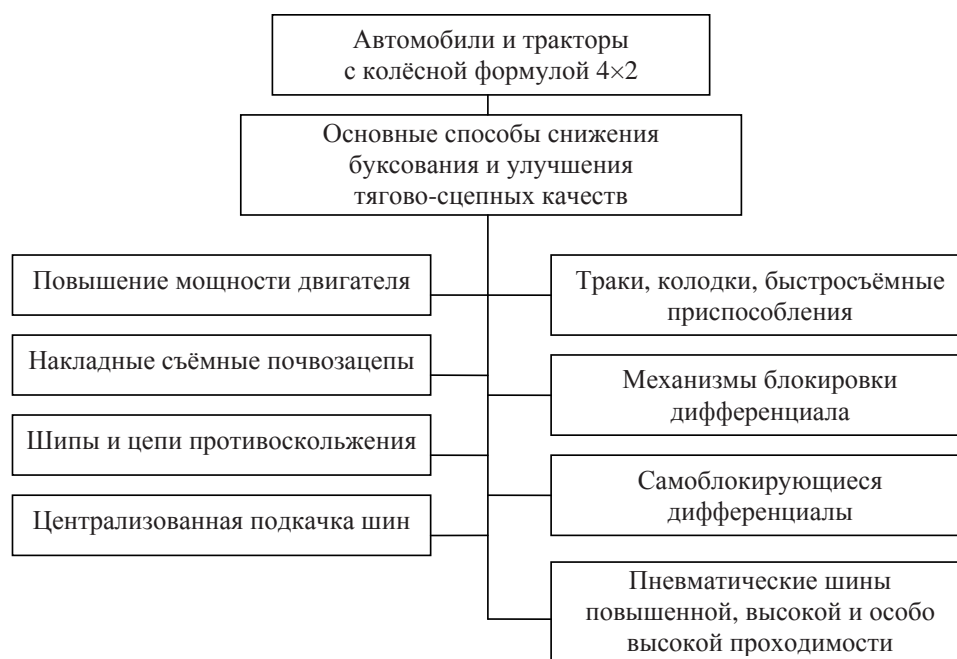 Автомобили и тракторы
с колёсной формулой 4×2
Основные способы снижения
буксования и улучшения
тягово-сцепных качеств
Повышение мощности двигателя
Накладные съёмные почвозацепы
Шипы и цепи противоскольжения
Централизованная подкачка шин
Траки, колодки, быстросъёмные
приспособления
Механизмы блокировки
дифференциала
Самоблокирующиеся
дифференциалы
Пневматические шины
повышенной, высокой и особо
высокой проходимости